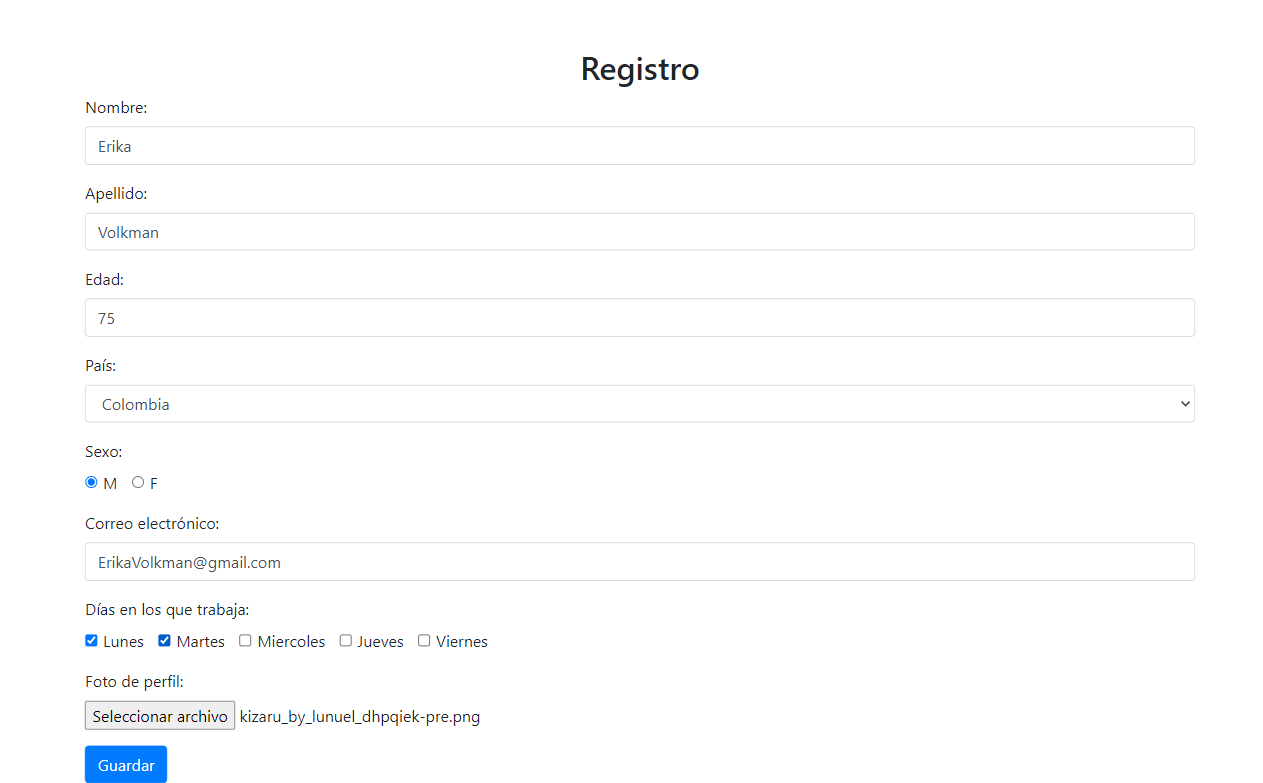 Registro
Nombre:
Erika
Apellido:
Volkman
Edad:
75
País:
Colombia
Sexo:
M F
Correo electrónico:
ErikaVolkman@gmail.com
Días en los que trabaja:
Lunes Martes Miercoles Jueves Viernes
Foto de perfil:
Seleccionar archivo kizaru_by_lunuel_dhpqiek-pre.png
Guardar